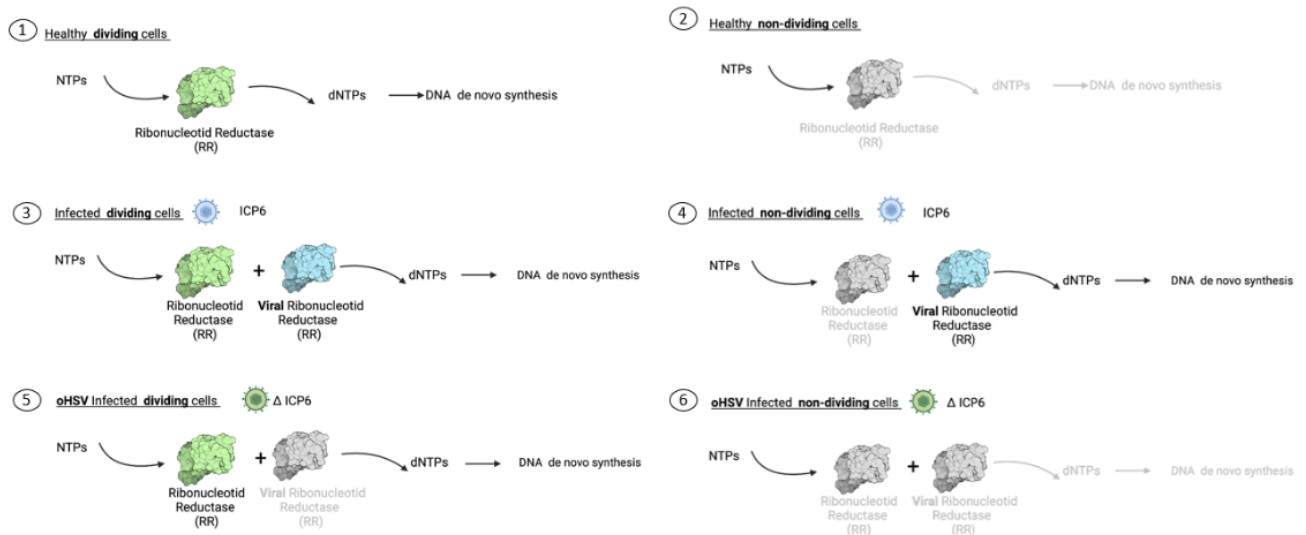 1 Healthy dividing cells
NTPs
dNTPs
DNA de novo synthesis
Ribonucleotid Reductase
(RR)
2 Healthy non-dividing cells
NTPs
dNTPs
DNA de novo synthesis
Ribonucleotid Reductase
(RR)
3 Infected dividing cells ICP6
NTPs
+
dNTPs
DNA de novo synthesis
Ribonucleotid
Reductase
(RR)
Viral Ribonucleotid
Reductase
(RR)
4 Infected non-dividing cells ICP6
NTPs
+
dNTPs
DNA de novo synthesis
Ribonucleotid
Reductase
(RR)
Viral Ribonucleotid
Reductase
(RR)
5 oHSV Infected dividing cells Δ ICP6
NTPs
+
dNTPs
DNA de novo synthesis
Ribonucleotid
Reductase
(RR)
Viral Ribonucleotid
Reductase
(RR)
6 oHSV Infected non-dividing cells Δ ICP6
NTPs
+
dNTPs
DNA de novo synthesis
Ribonucleotid
Reductase
(RR)
Viral Ribonucleotid
Reductase
(RR)